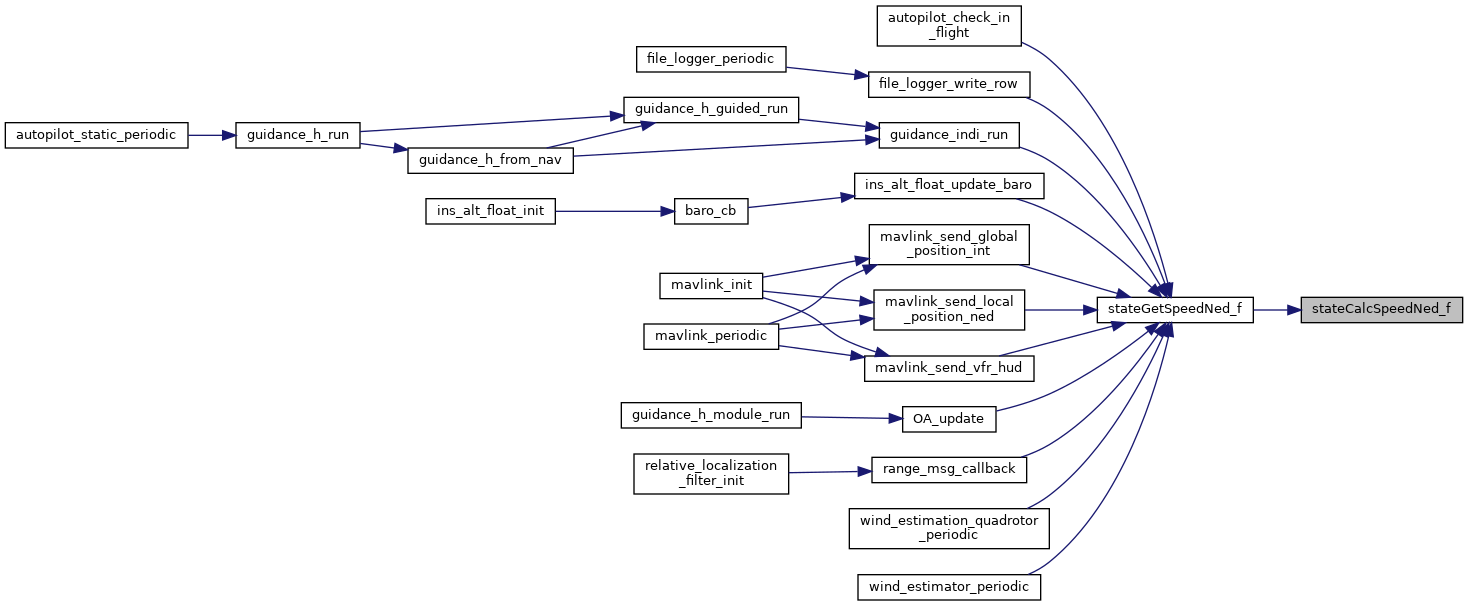 autopilot_check_in
_flight
file_logger_periodic
file_logger_write_row
guidance_h_guided_run
autopilot_static_periodic
guidance_h_run
guidance_indi_run
guidance_h_from_nav
ins_alt_float_update_baro
ins_alt_float_init
baro_cb
mavlink_send_global
_position_int
mavlink_init
mavlink_send_local
_position_ned
stateGetSpeedNed_f
stateCalcSpeedNed_f
mavlink_periodic
mavlink_send_vfr_hud
guidance_h_module_run
OA_update
relative_localization
_filter_init
range_msg_callback
wind_estimation_quadrotor
_periodic
wind_estimator_periodic